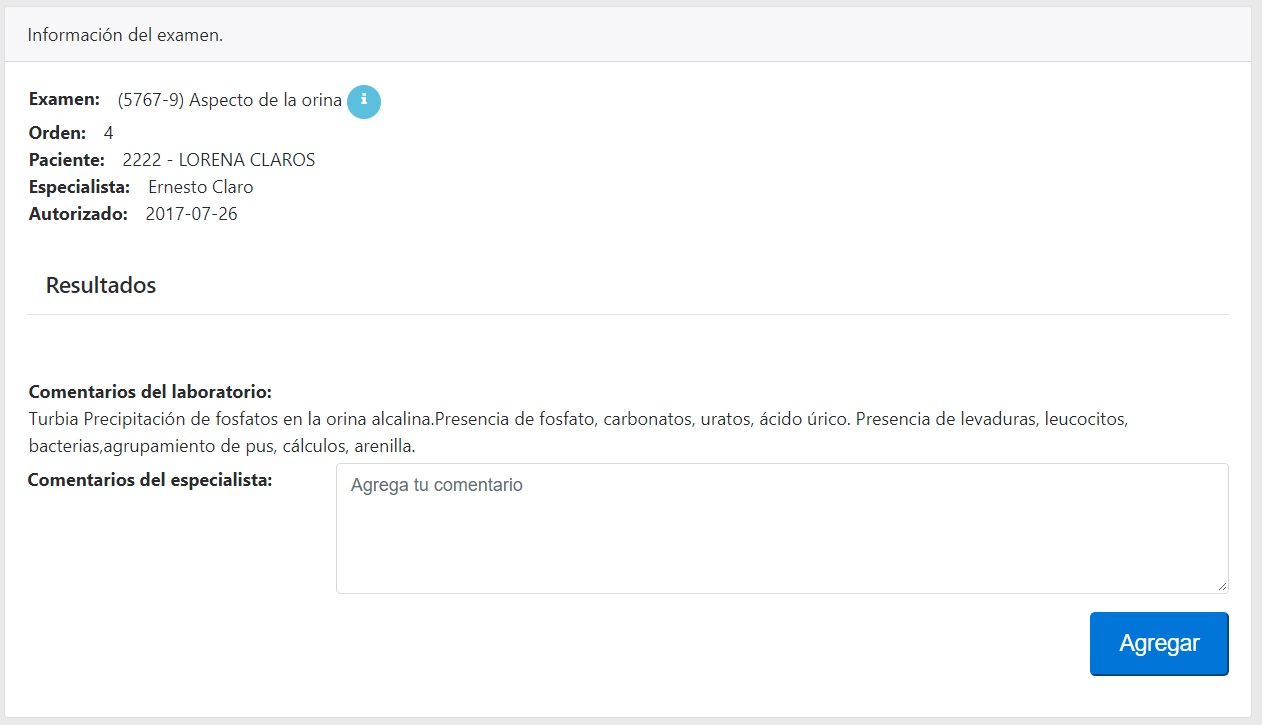 Información del examen.
Examen: (5767-9) Aspecto de la orina i
Orden: 4
Paciente: 2222 - LORENA CLAROS
Especialista: Ernesto Claro
Autorizado: 2017-07-26
Resultados
Comentarios del laboratorio:
Turbia Precipitación de fosfatos en la orina alcalina.Presencia de fosfato, carbonatos, uratos, ácido úrico. Presencia de levaduras, leucocitos,
bacterias,agrupamiento de pus, cálculos, arenilla.
Comentarios del especialista: Agrega tu comentario
Agregar